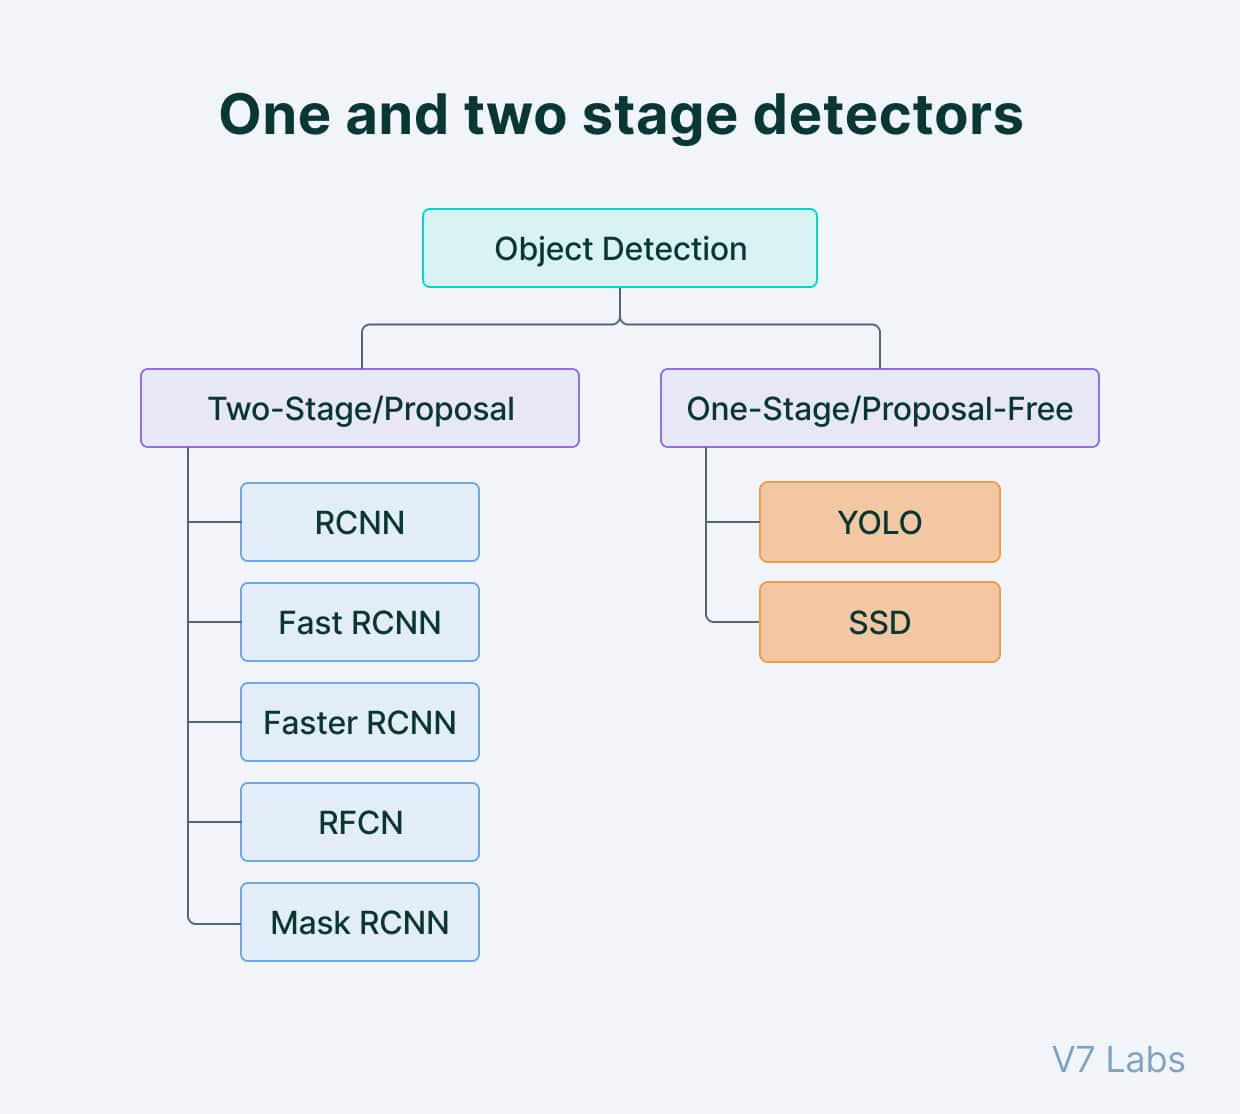 One and two stage detectors
Object Detection
Two-Stage/Proposal
One-Stage/Proposal-Free
RCNN
Fast RCNN
Faster RCNN
RFCN
Mask RCNN
YOLO
SSD
V7 Labs